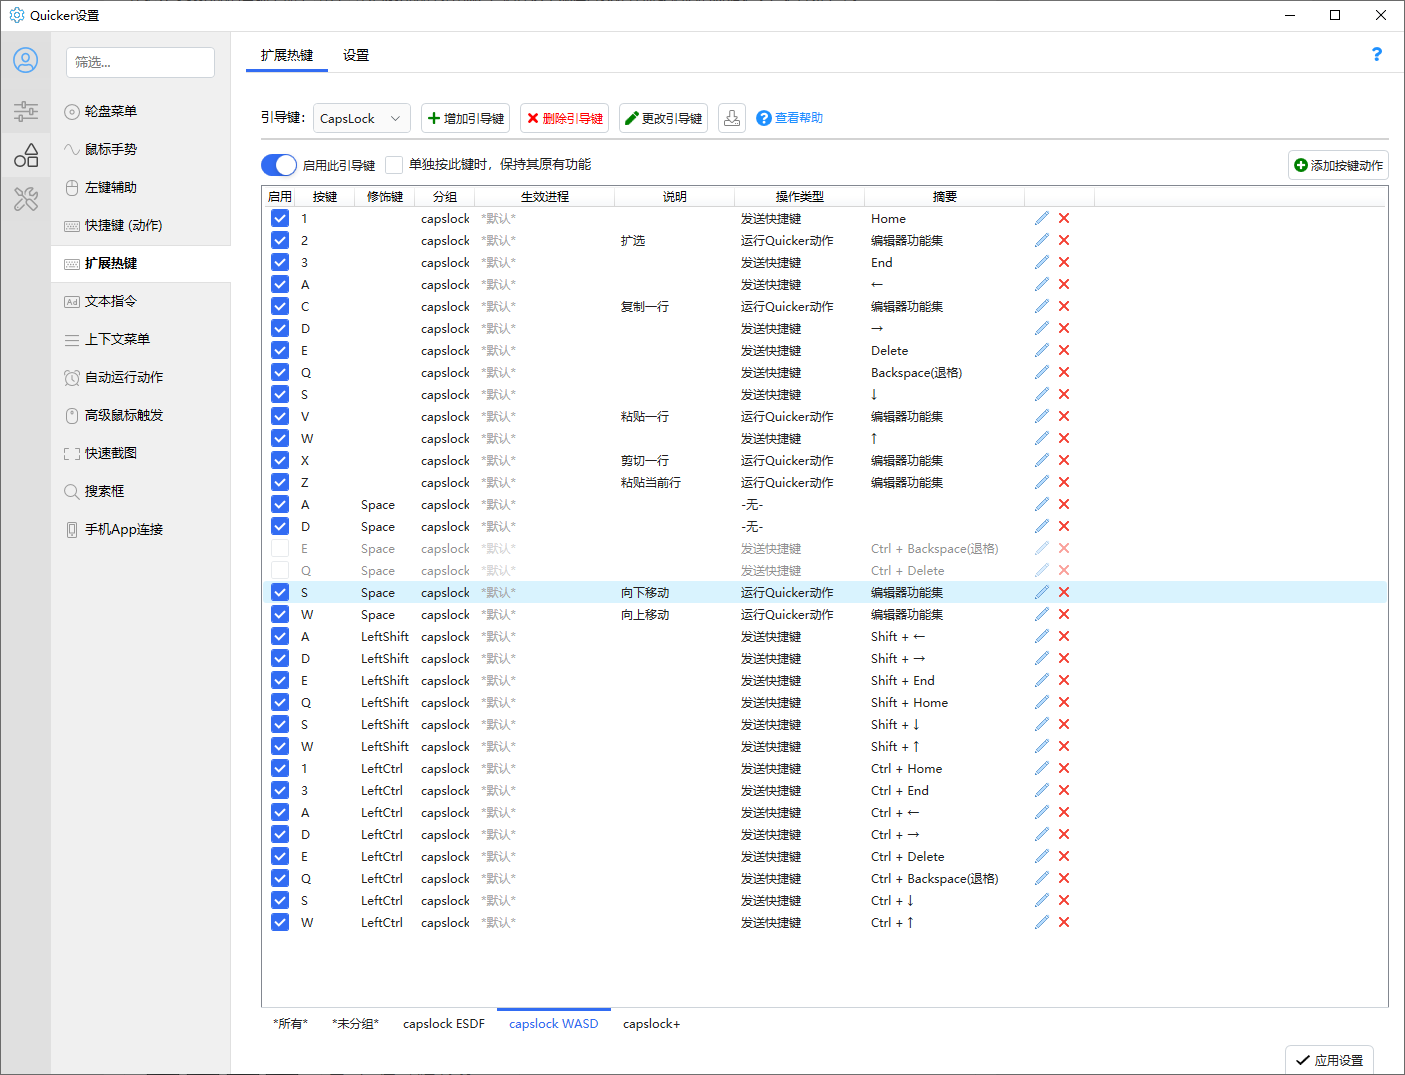 Quicker设置
筛选...
轮盘菜单
鼠标手势
左键辅助
快捷键 (动作)
扩展热键
文本指令
上下文菜单
自动运行动作
高级鼠标触发
快速截图
搜索框
手机App连接
扩展热键 设置 ?
引导键： CapsLock 增加引导键 删除引导键 更改引导键 ? 查看帮助
启用此引导键 单独按此键时，保持其原有功能 添加按键动作
启用 按键 修饰键 分组 生效进程 说明 操作类型 摘要
1 capslock *默认* 发送快捷键 Home
2 capslock *默认* 扩选 运行Quicker动作 编辑器功能集
3 capslock *默认* 发送快捷键 End
A capslock *默认* 发送快捷键 ←
C capslock *默认* 复制一行 运行Quicker动作 编辑器功能集
D capslock *默认* 发送快捷键 →
E capslock *默认* 发送快捷键 Delete
Q capslock *默认* 发送快捷键 Backspace(退格)
S capslock *默认* 发送快捷键 ↓
V capslock *默认* 粘贴一行 运行Quicker动作 编辑器功能集
W capslock *默认* 发送快捷键 ↑
X capslock *默认* 剪切一行 运行Quicker动作 编辑器功能集
Z capslock *默认* 粘贴当前行 运行Quicker动作 编辑器功能集
A Space capslock *默认* -无-
D Space capslock *默认* -无-
E Space capslock *默认* 发送快捷键 Ctrl + Backspace(退格)
Q Space capslock *默认* 发送快捷键 Ctrl + Delete
S Space capslock *默认* 向下移动 运行Quicker动作 编辑器功能集
W Space capslock *默认* 向上移动 运行Quicker动作 编辑器功能集
A LeftShift capslock *默认* 发送快捷键 Shift + ←
D LeftShift capslock *默认* 发送快捷键 Shift + →
E LeftShift capslock *默认* 发送快捷键 Shift + End
Q LeftShift capslock *默认* 发送快捷键 Shift + Home
S LeftShift capslock *默认* 发送快捷键 Shift + ↓
W LeftShift capslock *默认* 发送快捷键 Shift + ↑
1 LeftCtrl capslock *默认* 发送快捷键 Ctrl + Home
3 LeftCtrl capslock *默认* 发送快捷键 Ctrl + End
A LeftCtrl capslock *默认* 发送快捷键 Ctrl + ←
D LeftCtrl capslock *默认* 发送快捷键 Ctrl + →
E LeftCtrl capslock *默认* 发送快捷键 Ctrl + Delete
Q LeftCtrl capslock *默认* 发送快捷键 Ctrl + Backspace(退格)
S LeftCtrl capslock *默认* 发送快捷键 Ctrl + ↓
W LeftCtrl capslock *默认* 发送快捷键 Ctrl + ↑
*所有* *未分组* capslock ESDF capslock WASD capslock+
应用设置